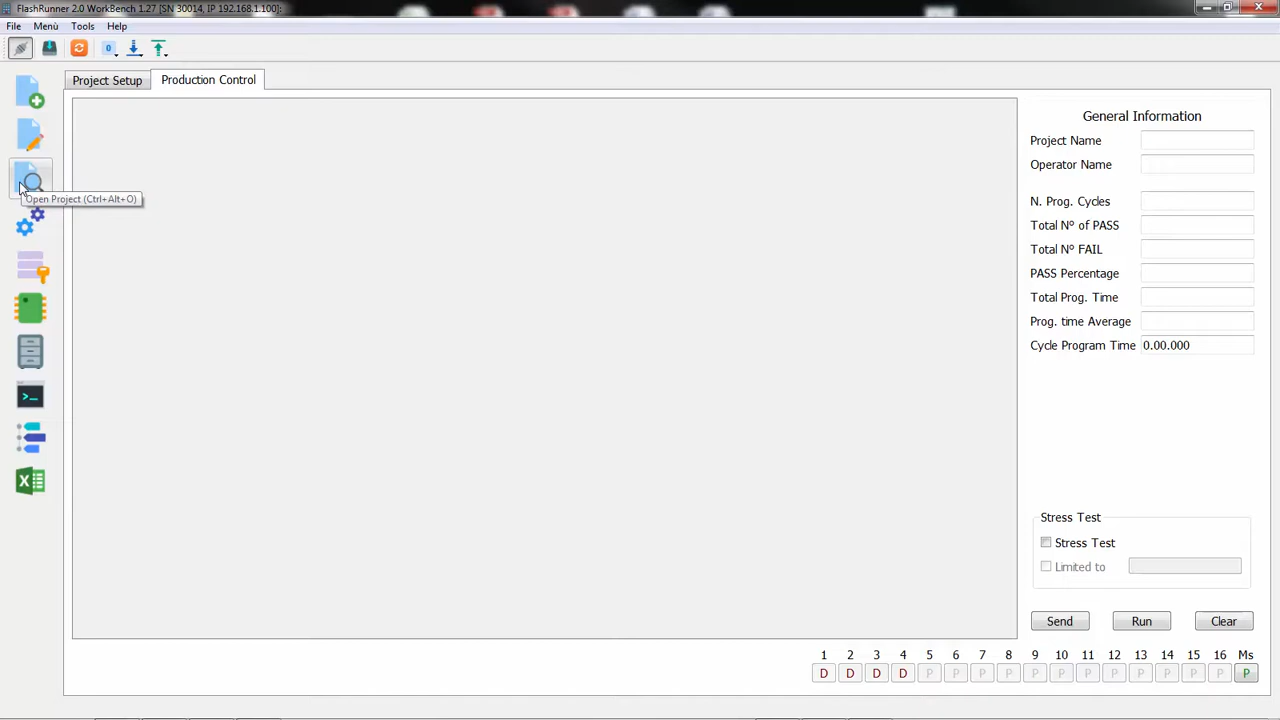 FlashRunner 2.0 WorkBench 1.27 [SN 30014, IP 192.168.1.100]:
File Menù Tools Help
0
Project Setup Production Control
Open Project (Ctrl+Alt+O)
>_
X
General Information
Project Name
Operator Name
N. Prog. Cycles
Total N° of PASS
Total N° FAIL
PASS Percentage
Total Prog. Time
Prog. time Average
Cycle Program Time 0.00.000
Stress Test
Stress Test
Limited to
Send Run Clear
1 2 3 4 5 6 7 8 9 10 11 12 13 14 15 16 Ms
D D D D P P P P P P P P P P P P P